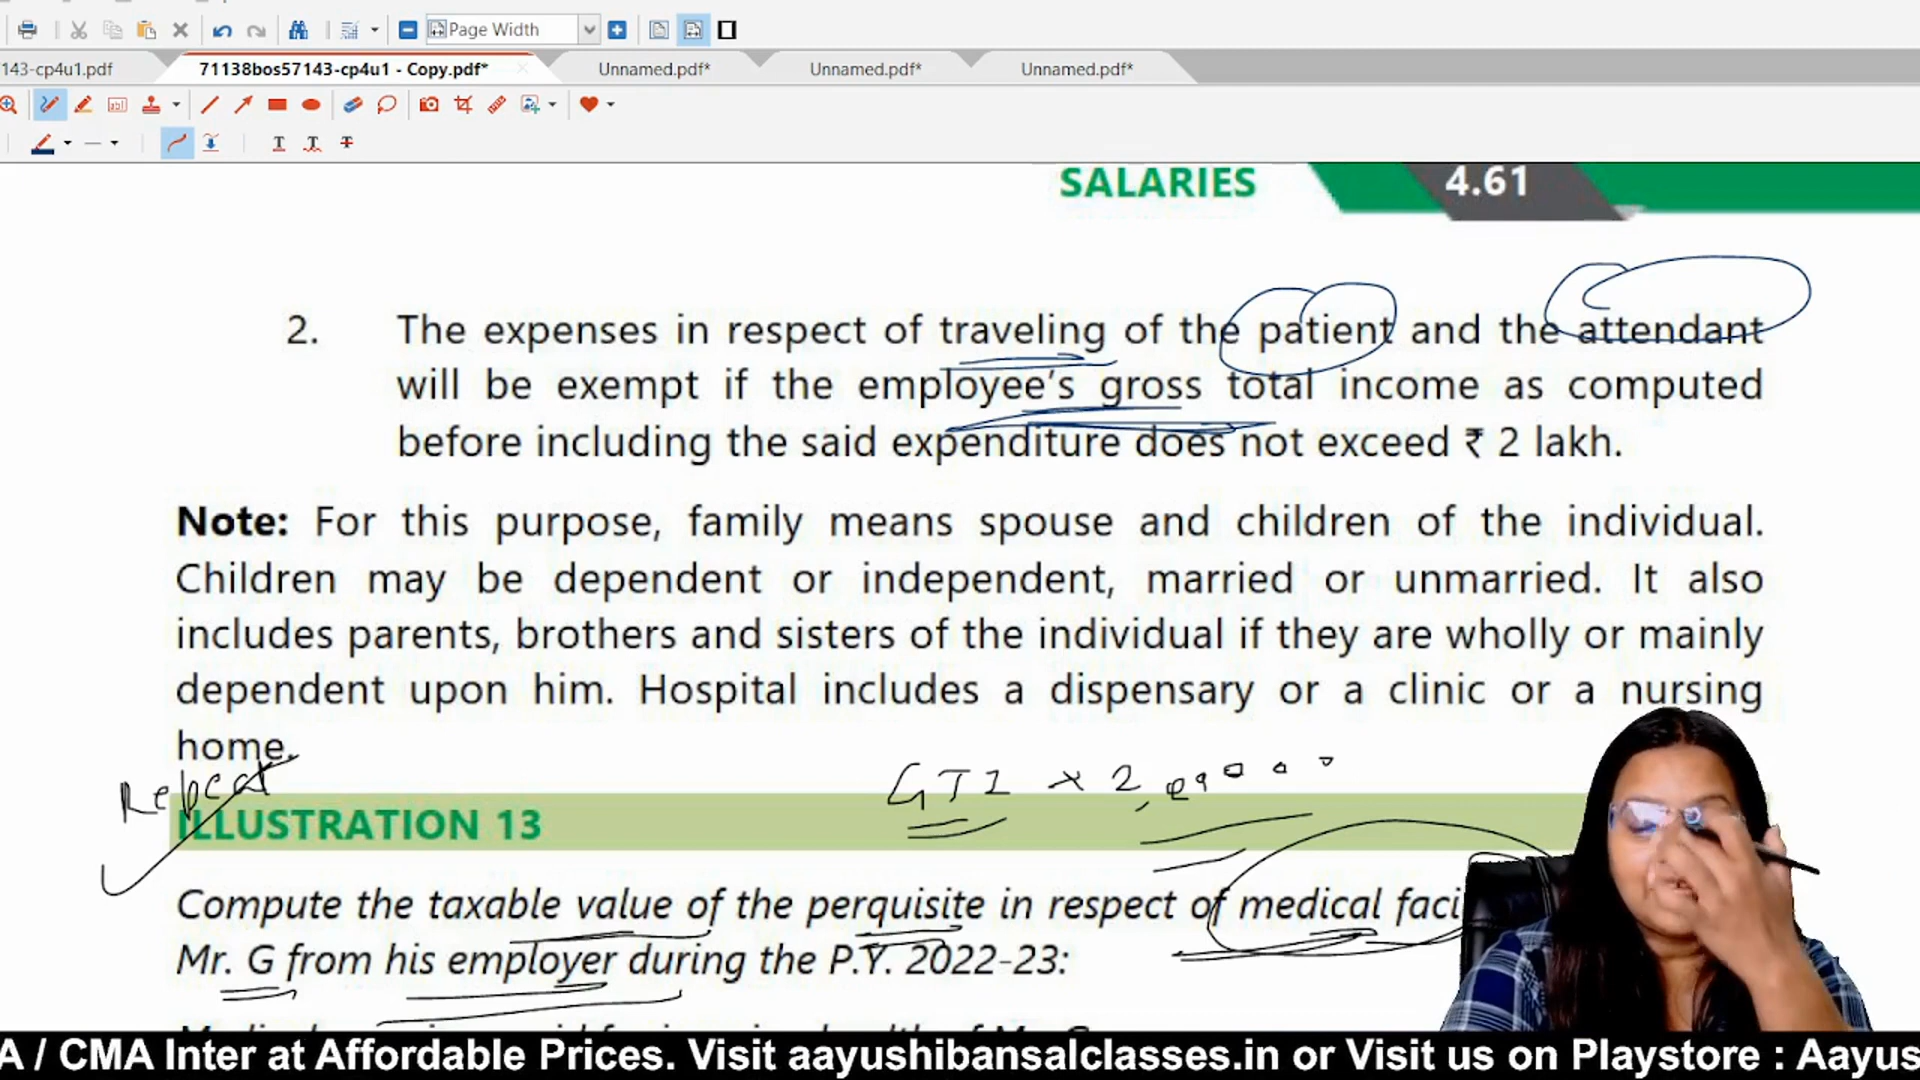 Page Width
143-cp4u1.pdf
71138bos57143-cp4u1 - Copy.pdf*
Unnamed.pdf*
Unnamed.pdf*
Unnamed.pdf*
SALARIES 4.61
2. The expenses in respect of traveling of the patient and the attendant
will be exempt if the employee's gross total income as computed
before including the said expenditure does not exceed ₹ 2 lakh.
Note: For this purpose, family means spouse and children of the individual.
Children may be dependent or independent, married or unmarried. It also
includes parents, brothers and sisters of the individual if they are wholly or mainly
dependent upon him. Hospital includes a dispensary or a clinic or a nursing
home.
Repeat
GTI
ILLUSTRATION 13
Compute the taxable value of the perquisite in respect of medical faci
Mr. G from his employer during the P.Y. 2022-23:
A / CMA Inter at Affordable Prices. Visit aayushibansalclasses.in or Visit us on Playstore : Aayus